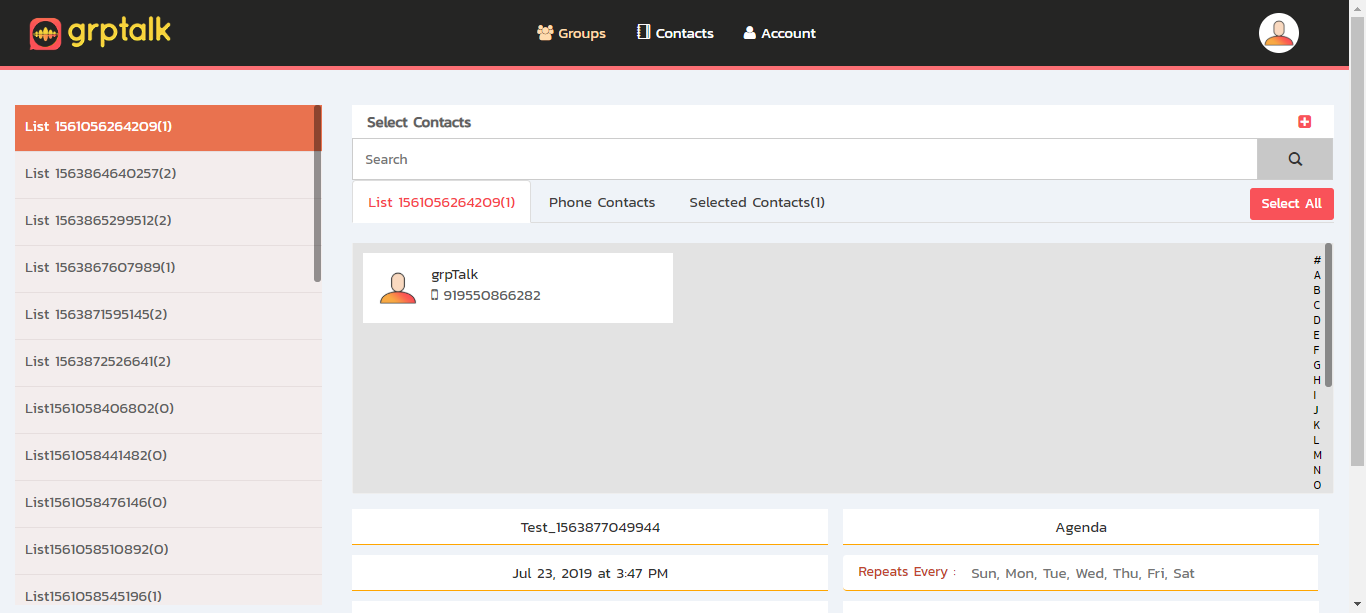 grptalk
Groups
Contacts
Account
List 1561056264209(1)
List 1563864640257(2)
List 1563865299512(2)
List 1563867607989(1)
List 1563871595145(2)
List 1563872526641(2)
List1561058406802(0)
List1561058441482(0)
List1561058476146(0)
List1561058510892(0)
List1561058545196(1)
Select Contacts
Search
List 1561056264209(1)
Phone Contacts
Selected Contacts(1)
Select All
grpTalk
919550866282
#
A
B
C
D
E
F
G
H
I
J
K
L
M
N
O
Test_1563877049944
Agenda
Jul 23, 2019 at 3:47 PM
Repeats Every : Sun, Mon, Tue, Wed, Thu, Fri, Sat